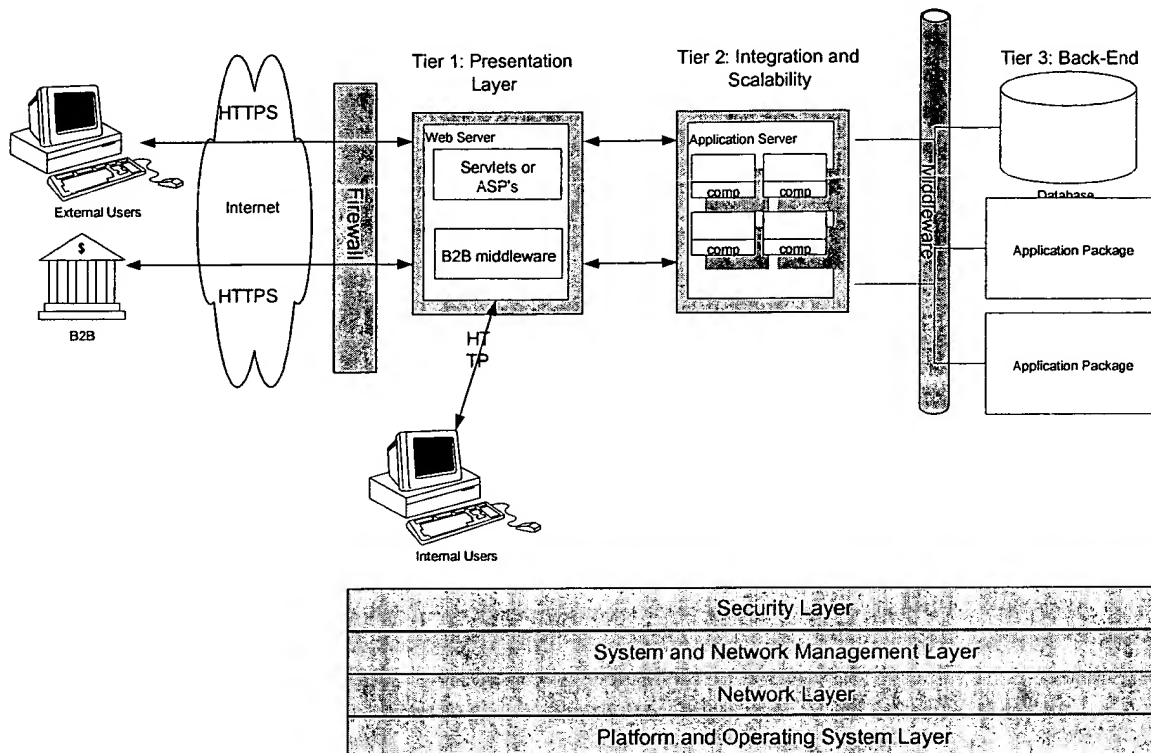 Tier 1: Presentation
Layer
Tier 2: Integration and
Scalability
Tier 3: Back-End
HTTPS
Web Server
Servlets or
ASP's
Application Server
comp
comp
comp
comp
External Users
Internet
Firewall
Middleware
Database
B2B middleware
Application Package
$
HTTPS
B2B
HT
TP
Application Package
Internal Users
Security Layer
System and Network Management Layer
Network Layer
Platform and Operating System Layer